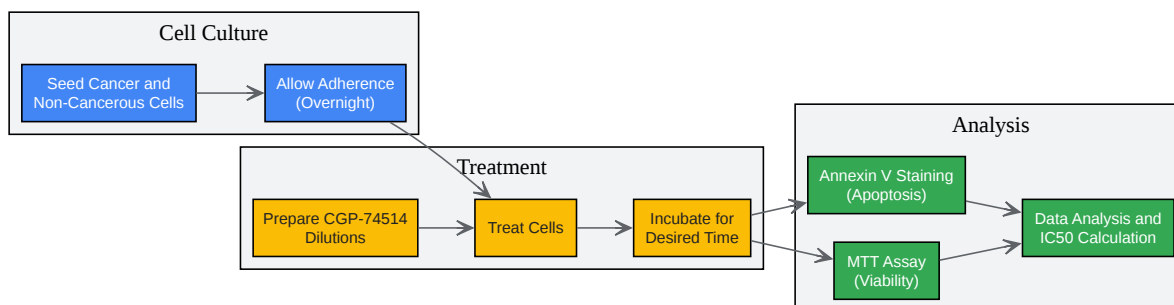 Cell Culture
Seed Cancer and
Non-Cancerous Cells
Allow Adherence
(Overnight)
Treatment
Prepare CGP-74514
Dilutions
Treat Cells
Incubate for
Desired Time
Analysis
Annexin V Staining
(Apoptosis)
MTT Assay
(Viability)
Data Analysis and
IC50 Calculation